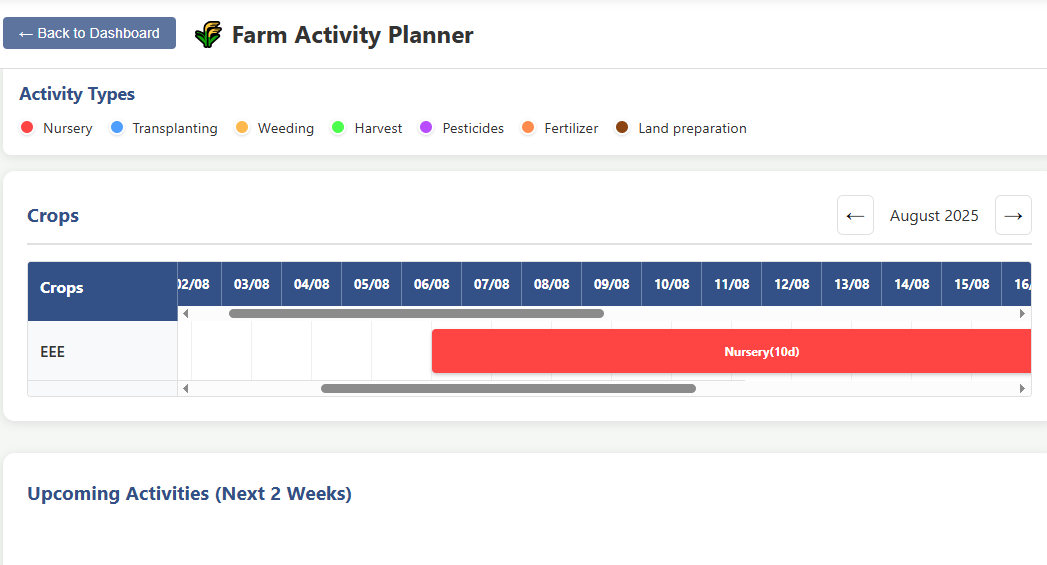 ← Back to Dashboard
Farm Activity Planner
Activity Types
Nursery Transplanting Weeding Harvest Pesticides Fertilizer Land preparation
Crops
← August 2025 →
Crops 02/08 03/08 04/08 05/08 06/08 07/08 08/08 09/08 10/08 11/08 12/08 13/08 14/08 15/08 16/
EEE Nursery(10d)
Upcoming Activities (Next 2 Weeks)